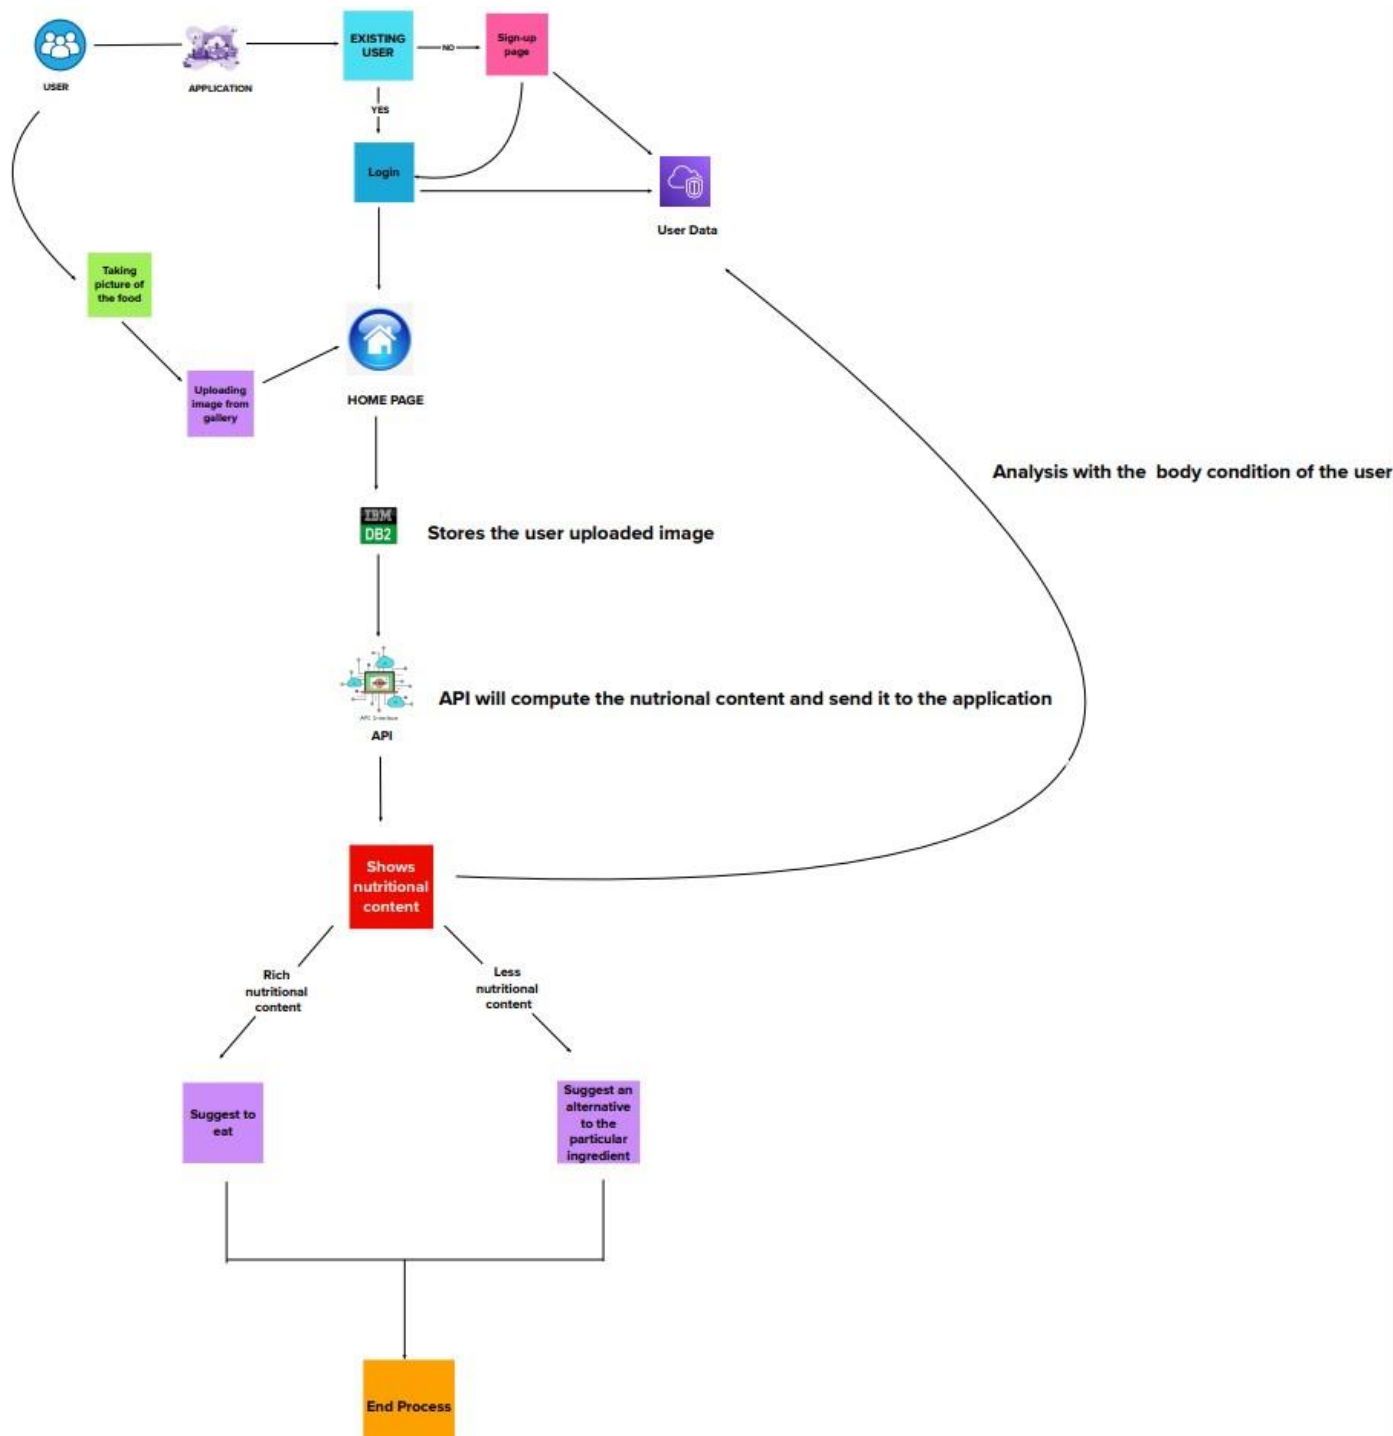 EXISTING
USER
NO
Sign-up
page
USER
APPLICATION
YES
Login
User Data
Taking
picture of
the food
Uploading
image from
gallery
HOME PAGE
Analysis with the body condition of the user
IBM
DB2
Stores the user uploaded image
API will compute the nutrional content and send it to the application
API
Shows
nutritional
content
Rich
nutritional
content
Less
nutritional
content
Suggest to
eat
Suggest an
alternative
to the
particular
ingredient
End Process